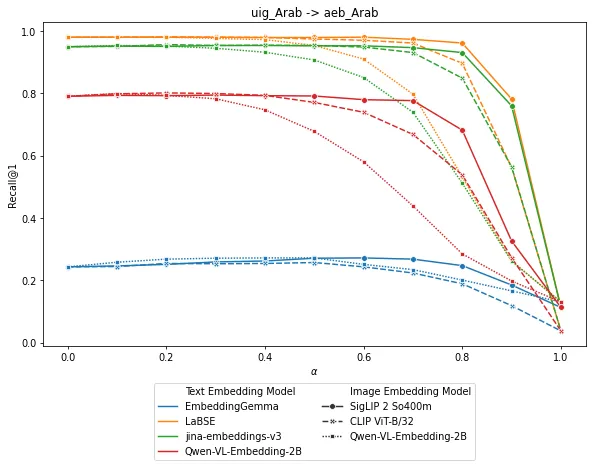 uig_Arab -> aeb_Arab
Recall@1
1.0
0.8
0.6
0.4
0.2
0.0
0.0 0.2 0.4 0.6 0.8 1.0
α
Text Embedding Model
EmbeddingGemma
LaBSE
jina-embeddings-v3
Qwen-VL-Embedding-2B
Image Embedding Model
SigLIP 2 So400m
CLIP ViT-B/32
Qwen-VL-Embedding-2B